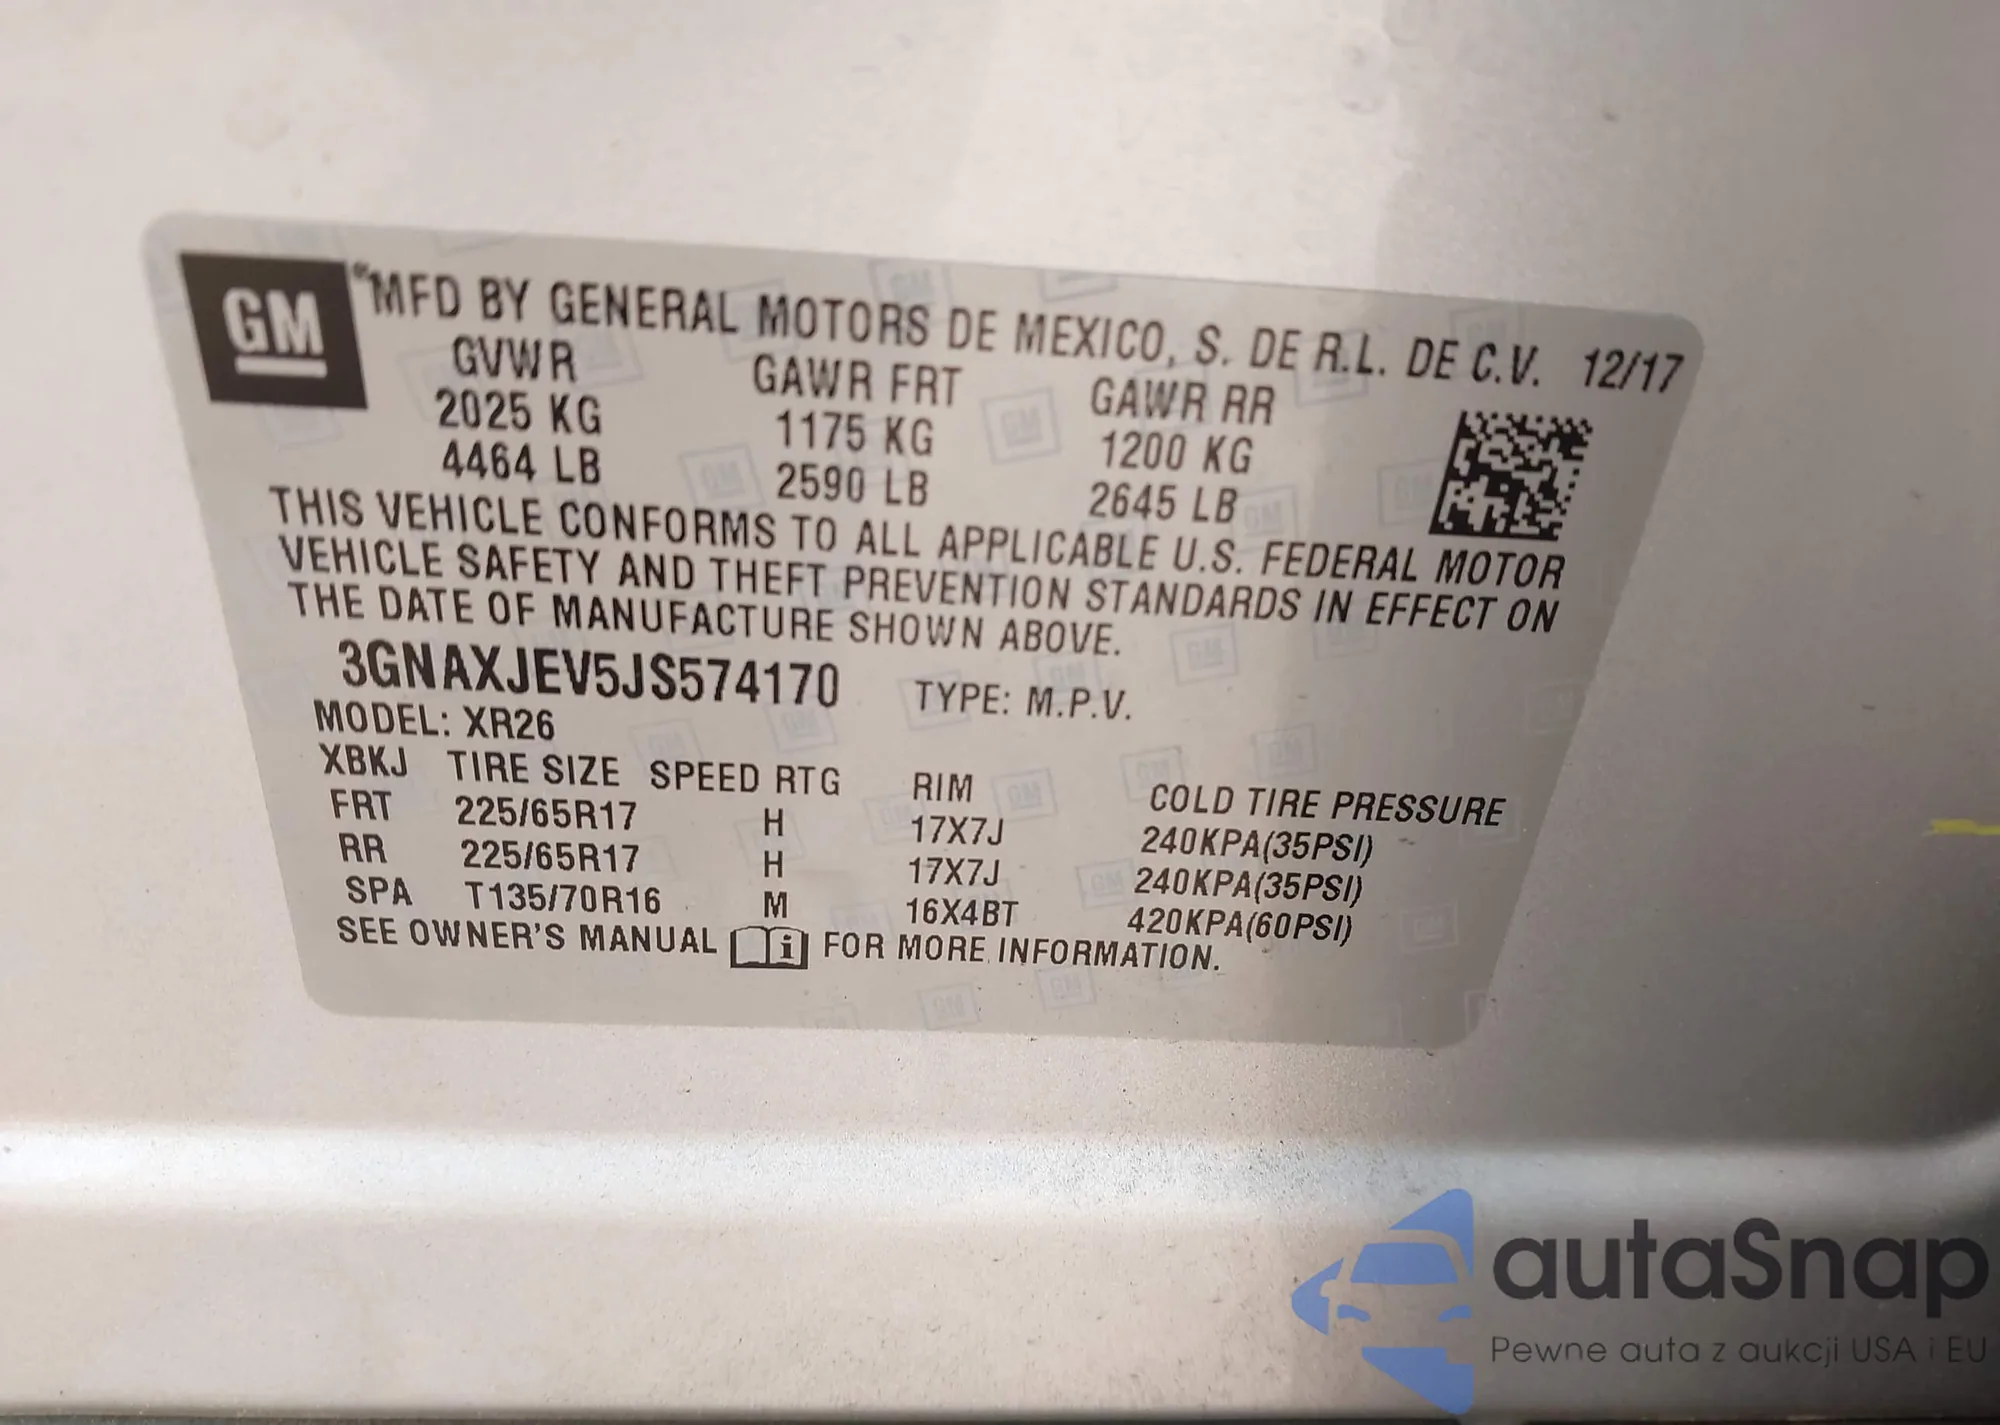 GM
®MFD BY GENERAL MOTORS DE MEXICO, S. DE R.L. DE C.V. 12/17
GVWR GAWR FRT GAWR RR
2025 KG 1175 KG 1200 KG
4464 LB 2590 LB 2645 LB
THIS VEHICLE CONFORMS TO ALL APPLICABLE U.S. FEDERAL MOTOR
VEHICLE SAFETY AND THEFT PREVENTION STANDARDS IN EFFECT ON
THE DATE OF MANUFACTURE SHOWN ABOVE.
3GNAXJEV5JS574170 TYPE: M.P.V.
MODEL: XR26
XBKJ TIRE SIZE SPEED RTG RIM COLD TIRE PRESSURE
FRT 225/65R17 H 17X7J 240KPA(35PSI)
RR 225/65R17 H 17X7J 240KPA(35PSI)
SPA T135/70R16 M 16X4BT 420KPA(60PSI)
SEE OWNER'S MANUAL i FOR MORE INFORMATION.
autaSnap
Pewne auta z aukcji USA i EU